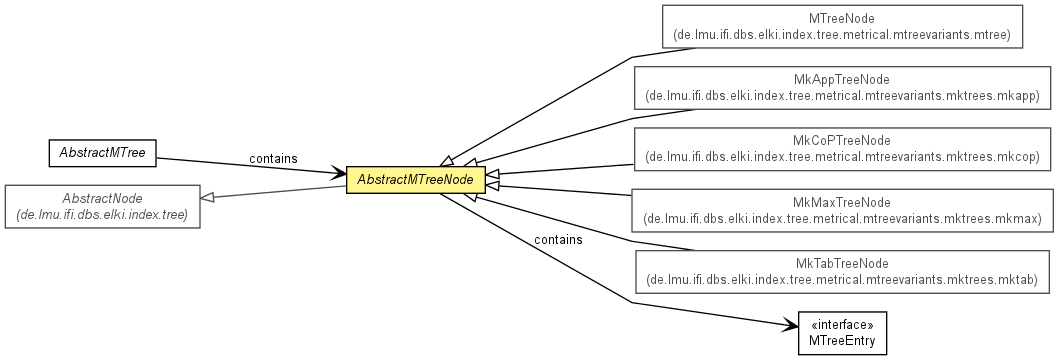 MTreeNode
(de.lmu.ifi.dbs.elki.index.tree.metrical.mtreevariants.mtree)
MkAppTreeNode
(de.lmu.ifi.dbs.elki.index.tree.metrical.mtreevariants.mktrees.mkapp)
MkCoPTreeNode
(de.lmu.ifi.dbs.elki.index.tree.metrical.mtreevariants.mktrees.mkcop)
AbstractMTree
contains
AbstractMTreeNode
AbstractNode
(de.lmu.ifi.dbs.elki.index.tree)
MkMaxTreeNode
(de.lmu.ifi.dbs.elki.index.tree.metrical.mtreevariants.mktrees.mkmax)
contains
MkTabTreeNode
(de.lmu.ifi.dbs.elki.index.tree.metrical.mtreevariants.mktrees.mktab)
«interface»
MTreeEntry